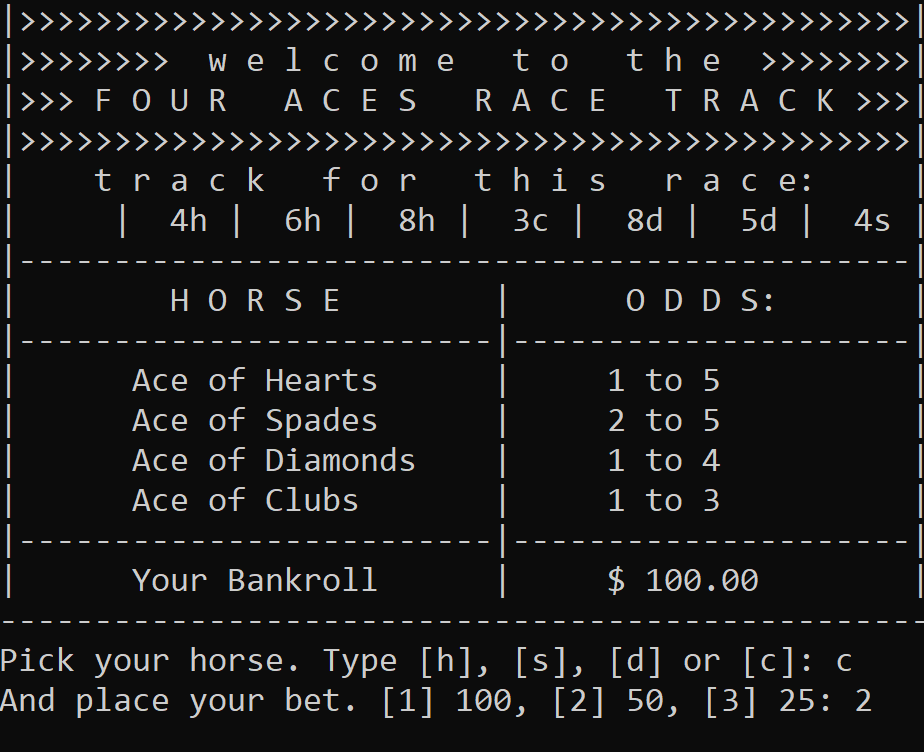 |>>>>>>>>>>>>>>>>>>>>>>>>>>>>>>>>>>>>>>>>>>>>>>>|
|>>>>>>>>  w e l c o m e   t o   t h e  >>>>>>>>|
|>>> F O U R   A C E S   R A C E   T R A C K >>>|
|>>>>>>>>>>>>>>>>>>>>>>>>>>>>>>>>>>>>>>>>>>>>>>>|
|    t r a c k   f o r   t h i s   r a c e:     |
|     |  4h |  6h |  8h |  3c |  8d |  5d |  4s |
|-----------------------------------------------|
|        H O R S E        |      O D D S:       |
|-------------------------|---------------------|
|      Ace of Hearts      |     1 to 5          |
|      Ace of Spades      |     2 to 5          |
|      Ace of Diamonds    |     1 to 4          |
|      Ace of Clubs       |     1 to 3          |
|-------------------------|---------------------|
|      Your Bankroll      |     $ 100.00        |
-------------------------------------------------
Pick your horse. Type [h], [s], [d] or [c]: c
And place your bet. [1] 100, [2] 50, [3] 25: 2